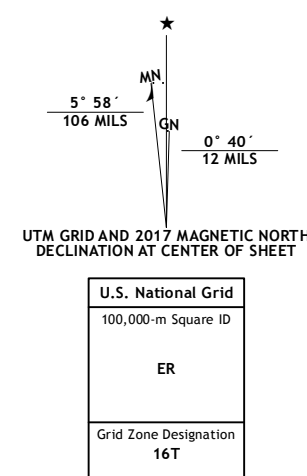 MN
5° 58´
106 MILS
GN
0° 40´
12 MILS
UTM GRID AND 2017 MAGNETIC NORTH
DECLINATION AT CENTER OF SHEET
U.S. National Grid
100,000-m Square ID
ER
Grid Zone Designation
16T